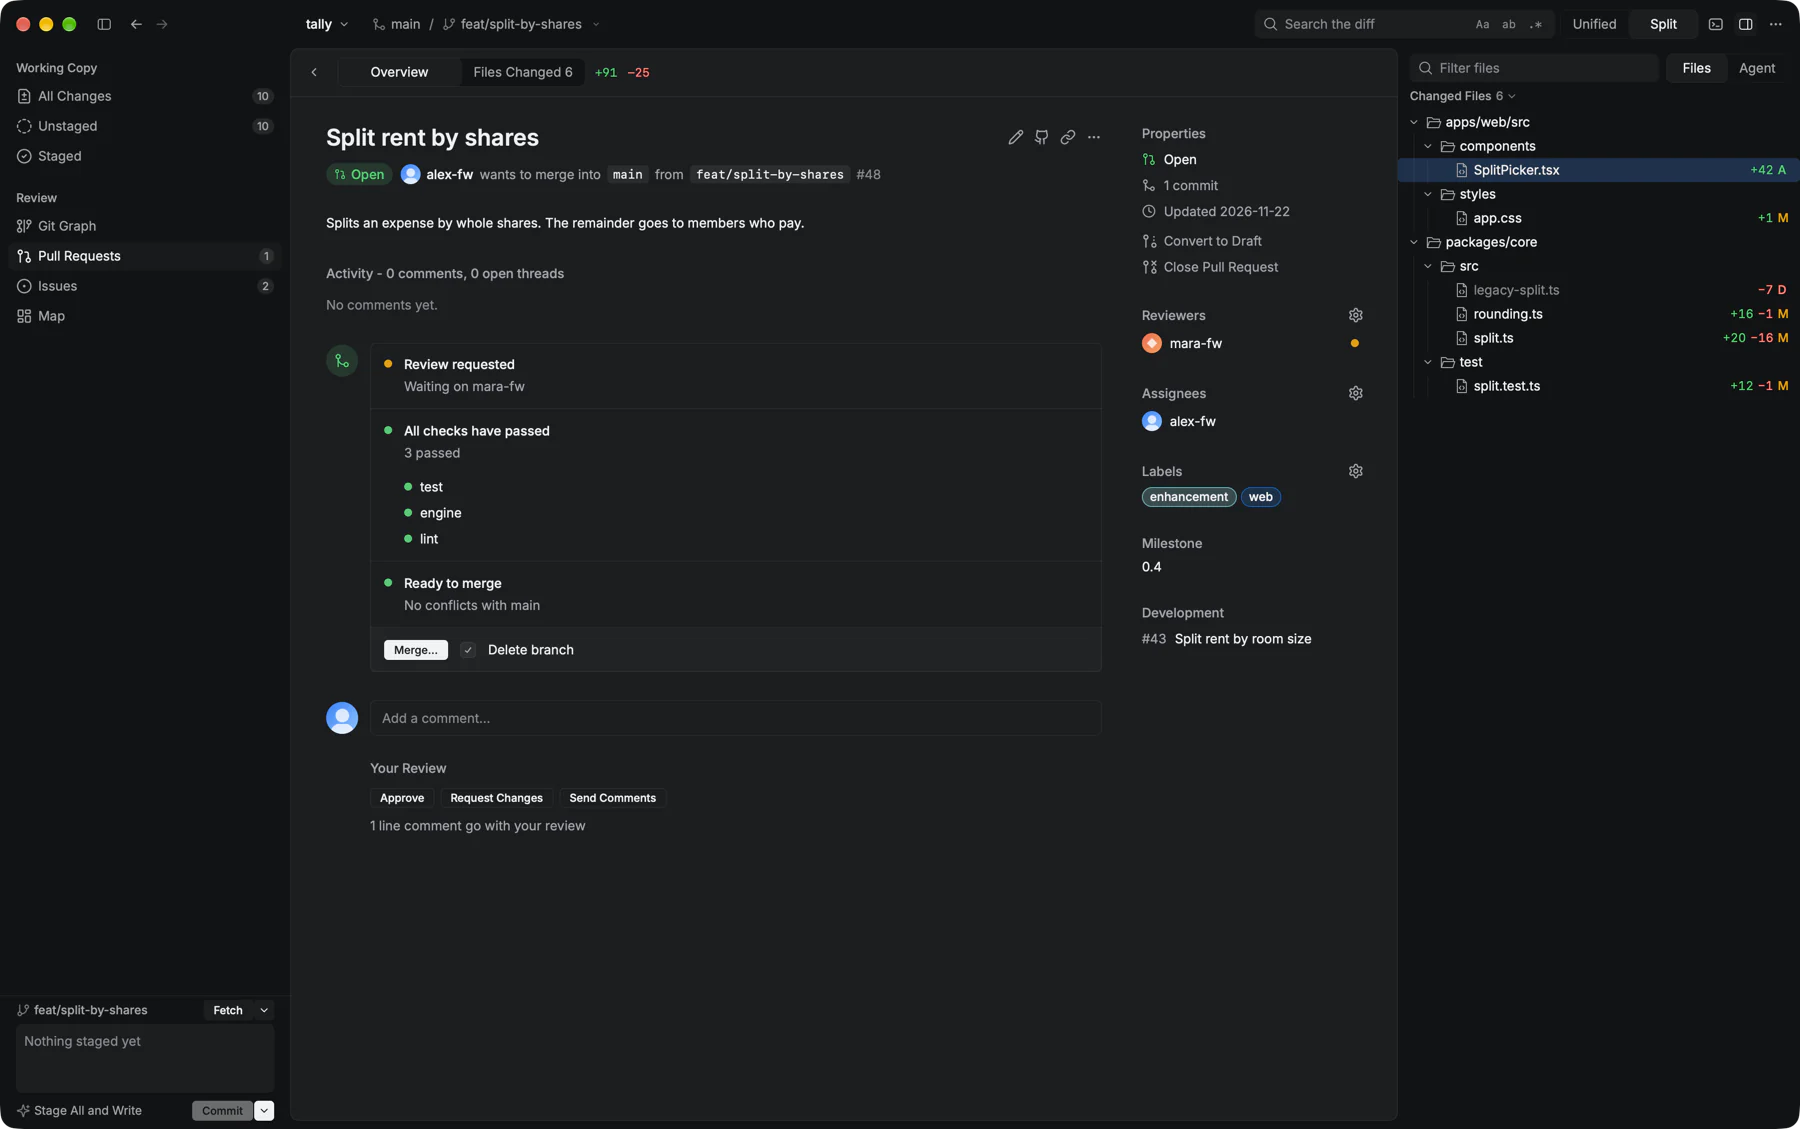 tally
main / feat/split-by-shares
Search the diff
Aa ab .*
Unified Split
Working Copy
All Changes 10
Unstaged 10
Staged
Review
Git Graph
Pull Requests 1
Issues 2
Map
feat/split-by-shares Fetch
Nothing staged yet
Stage All and Write Commit
Overview Files Changed 6 +91 −25
Split rent by shares
Open alex-fw wants to merge into main from feat/split-by-shares #48
Splits an expense by whole shares. The remainder goes to members who pay.
Activity - 0 comments, 0 open threads
No comments yet.
Review requested
Waiting on mara-fw
All checks have passed
3 passed
test
engine
lint
Ready to merge
No conflicts with main
Merge... Delete branch
Add a comment...
Your Review
Approve Request Changes Send Comments
1 line comment go with your review
Properties
Open
1 commit
Updated 2026-11-22
Convert to Draft
Close Pull Request
Reviewers
mara-fw
Assignees
alex-fw
Labels
enhancement web
Milestone
0.4
Development
#43 Split rent by room size
Filter files Files Agent
Changed Files 6
apps/web/src
components
SplitPicker.tsx +42 A
styles
app.css +1 M
packages/core
src
legacy-split.ts −7 D
rounding.ts +16 −1 M
split.ts +20 −16 M
test
split.test.ts +12 −1 M